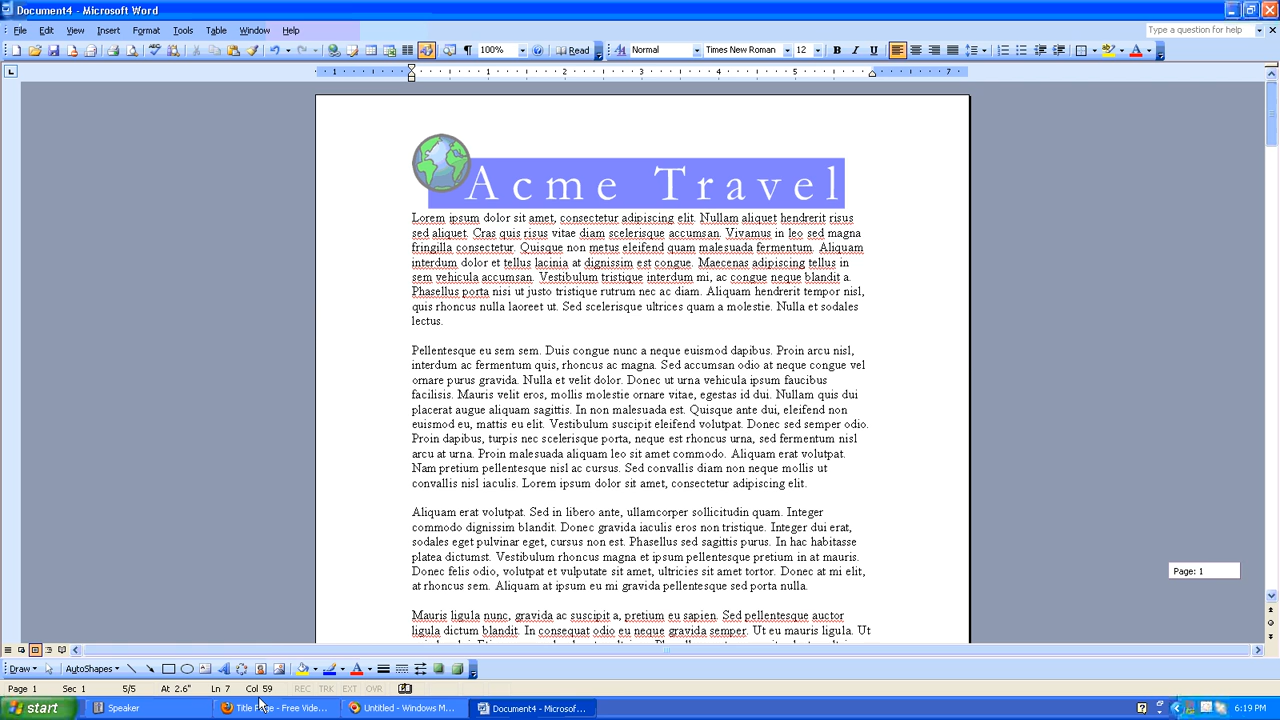 Document4 - Microsoft Word
File Edit View Insert Format Tools Table Window Help
Type a question for help
100% Read Normal Times New Roman 12 B I U
1 1 2 3 4 5 7
Acme Travel
Lorem ipsum dolor sit amet, consectetur adipiscing elit. Nullam aliquet hendrerit risus
sed aliquet. Cras quis risus vitae diam scelerisque accumsan. Vivamus in leo sed magna
fringilla consectetur. Quisque non metus eleifend quam malesuada fermentum. Aliquam
interdum dolor et tellus lacinia at dignissim est congue. Maecenas adipiscing tellus in
sem vehicula accumsan. Vestibulum tristique interdum mi, ac congue neque blandit a.
Phasellus porta nisi ut justo tristique rutrum nec ac diam. Aliquam hendrerit tempor nisl,
quis rhoncus nulla laoreet ut. Sed scelerisque ultrices quam a molestie. Nulla et sodales
lectus.
Pellentesque eu sem sem. Duis congue nunc a neque euismod dapibus. Proin arcu nisl,
interdum ac fermentum quis, rhoncus ac magna. Sed accumsan odio at neque congue vel
ornare purus gravida. Nulla et velit dolor. Donec ut urna vehicula ipsum faucibus
facilisis. Mauris velit eros, mollis molestie ornare vitae, egestas id dui. Nullam quis dui
placerat augue aliquam sagittis. In non malesuada est. Quisque ante dui, eleifend non
euismod eu, mattis eu elit. Vestibulum suscipit eleifend volutpat. Donec sed semper odio.
Proin dapibus, turpis nec scelerisque porta, neque est rhoncus urna, sed fermentum nisl
arcu at urna. Proin malesuada aliquam leo sit amet commodo. Aliquam erat volutpat.
Nam pretium pellentesque nisl ac cursus. Sed convallis diam non neque mollis ut
convallis nisl iaculis. Lorem ipsum dolor sit amet, consectetur adipiscing elit.
Aliquam erat volutpat. Sed in libero ante, ullamcorper sollicitudin quam. Integer
commodo dignissim blandit. Donec gravida iaculis eros non tristique. Integer dui erat,
sodales eget pulvinar eget, cursus non est. Phasellus sed sagittis purus. In hac habitasse
platea dictumst. Vestibulum rhoncus magna et ipsum pellentesque pretium in at mauris.
Donec felis odio, volutpat et vulputate sit amet, ultricies sit amet tortor. Donec at mi elit,
at rhoncus sem. Aliquam at ipsum eu mi gravida pellentesque sed porta nulla.
Page: 1
Mauris ligula nunc, gravida ac suscipit a, pretium eu sapien. Sed pellentesque auctor
ligula dictum blandit. In consequat odio eu neque gravida semper. Ut eu mauris ligula. Ut
Draw AutoShapes
Page 1 Sec 1 5/5 At 2.6" Ln 7 Col 59 REC TRK EXT OVR
start Speaker Title Page - Free Vide... Untitled - Windows M... Document4 - Microsof... 6:19 PM